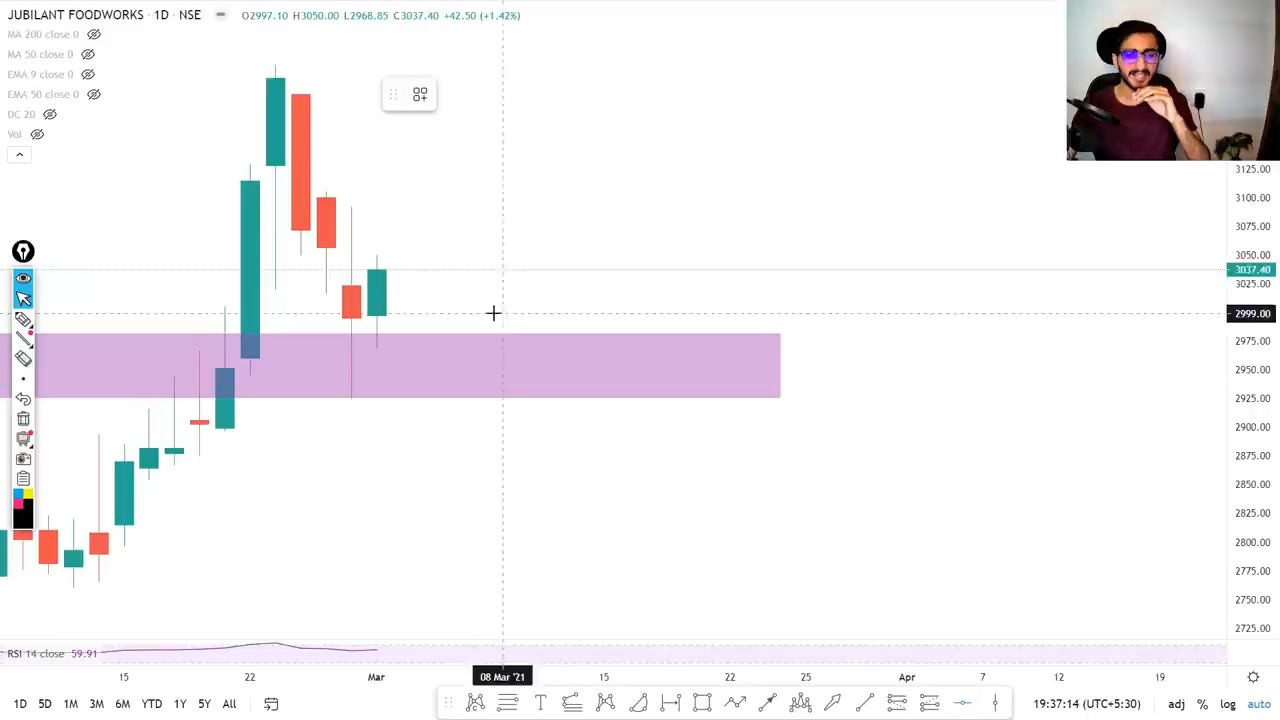 JUBILANT FOODWORKS · 1D · NSE O2997.10 H3050.00 L2968.85 C3037.40 +42.50 (+1.42%)
MA 200 close 0
MA 50 close 0
EMA 9 close 0
EMA 50 close 0
DC 20
Vol
3125.00
3100.00
3075.00
3050.00
3037.40
3025.00
2999.00
2975.00
2950.00
2925.00
2900.00
2875.00
2850.00
2825.00
2800.00
2775.00
2750.00
2725.00
RSI 14 close 59.91
15 22 Mar 08 Mar '21 15 22 25 Apr 7 12 19
1D 5D 1M 3M 6M YTD 1Y 5Y All 19:37:14 (UTC+5:30) adj % log auto